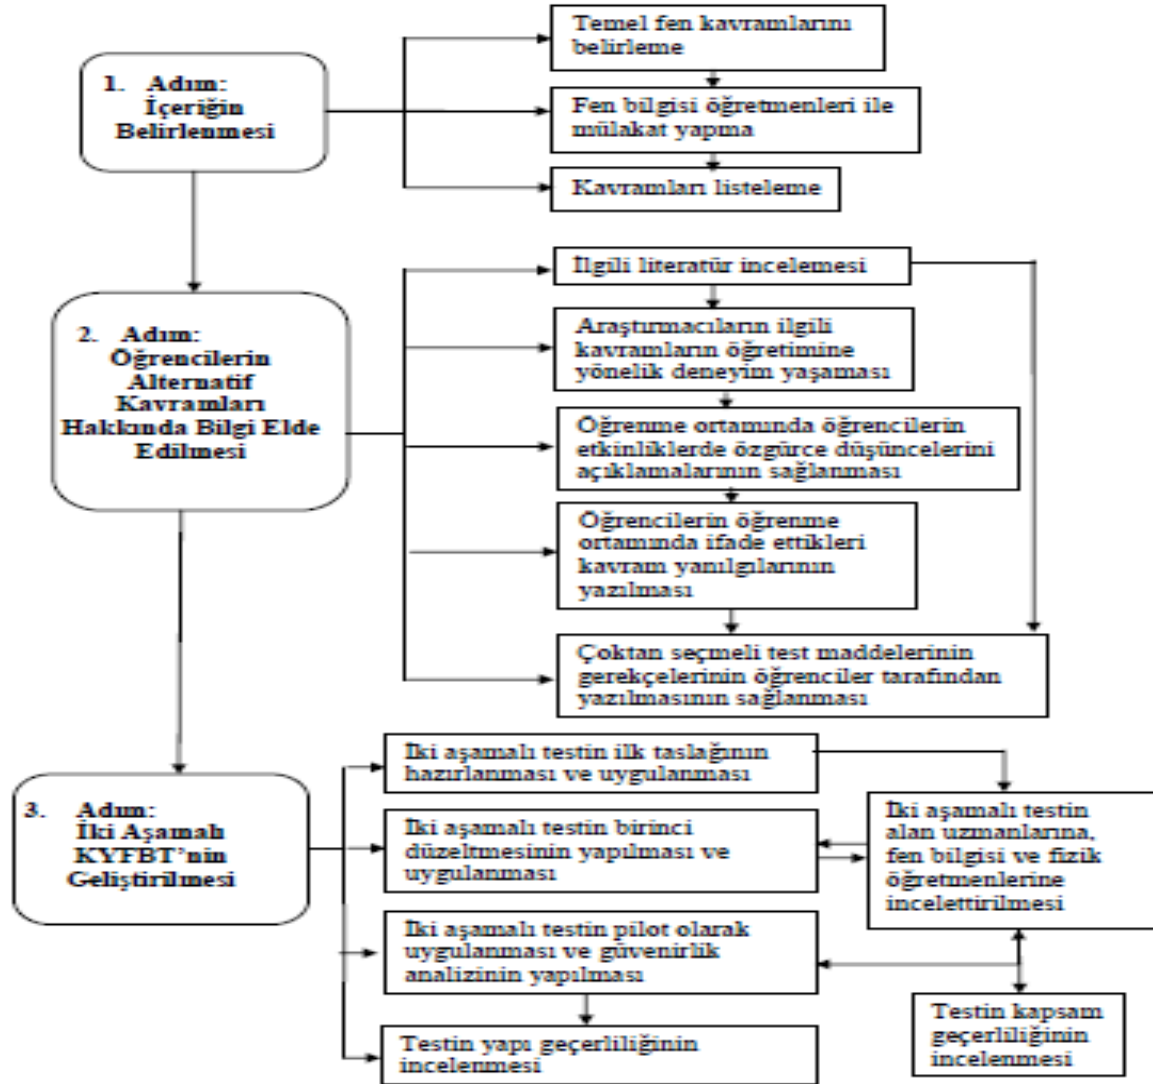 1. Adım:
İçeriğin
Belirlenmesi
Temel fen kavramlarını
belirleme
Fen bilgisi öğretmenleri ile
mülakat yapma
Kavramları listeleme
2. Adım:
Öğrencilerin
Alternatif
Kavramları
Hakkında Bilgi Elde
Edilmesi
İlgili literatür incelemesi
Araştırmacıların ilgili
kavramların öğretimine
yönelik deneyim yaşaması
Öğrenme ortamında öğrencilerin
etkinliklerde özgürce düşüncelerini
açıklamalarının sağlanması
Öğrencilerin öğrenme
ortamında ifade ettikleri
kavram yanılgılarının
yazılması
Çoktan seçmeli test maddelerinin
gerekçelerinin öğrenciler tarafından
yazılmasının sağlanması
3. Adım:
İki Aşamalı
KYFBT’nin
Geliştirilmesi
İki aşamalı testin ilk taslağının
hazırlanması ve uygulanması
İki aşamalı testin birinci
düzeltmesinin yapılması ve
uygulanması
İki aşamalı testin pilot olarak
uygulanması ve güvenirlik
analizinin yapılması
Testin yapı geçerliliğinin
incelenmesi
İki aşamalı testin
alan uzmanlarına,
fen bilgisi ve fizik
öğretmenlerine
incelettirilmesi
Testin kapsam
geçerliliğinin
incelenmesi